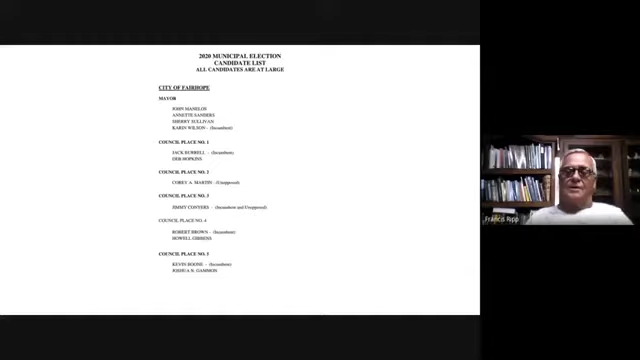 2020 MUNICIPAL ELECTION
CANDIDATE LIST
ALL CANDIDATES ARE AT LARGE
CITY OF FAIRHOPE
MAYOR
JOHN MANELOS
ANNETTE SANDERS
SHERRY SULLIVAN
KARIN WILSON - (Incumbent)
COUNCIL PLACE NO. 1
JACK BURRELL - (Incumbent)
DEB HOPKINS
COUNCIL PLACE NO. 2
COREY A. MARTIN - (Unopposed)
COUNCIL PLACE NO. 3
JIMMY CONYERS - (Incumbent and Unopposed)
COUNCIL PLACE NO. 4
ROBERT BROWN - (Incumbent)
HOWELL GIBBENS
COUNCIL PLACE NO. 5
KEVIN BOONE - (Incumbent)
JOSHUA N. GAMMON
Francis Ripp